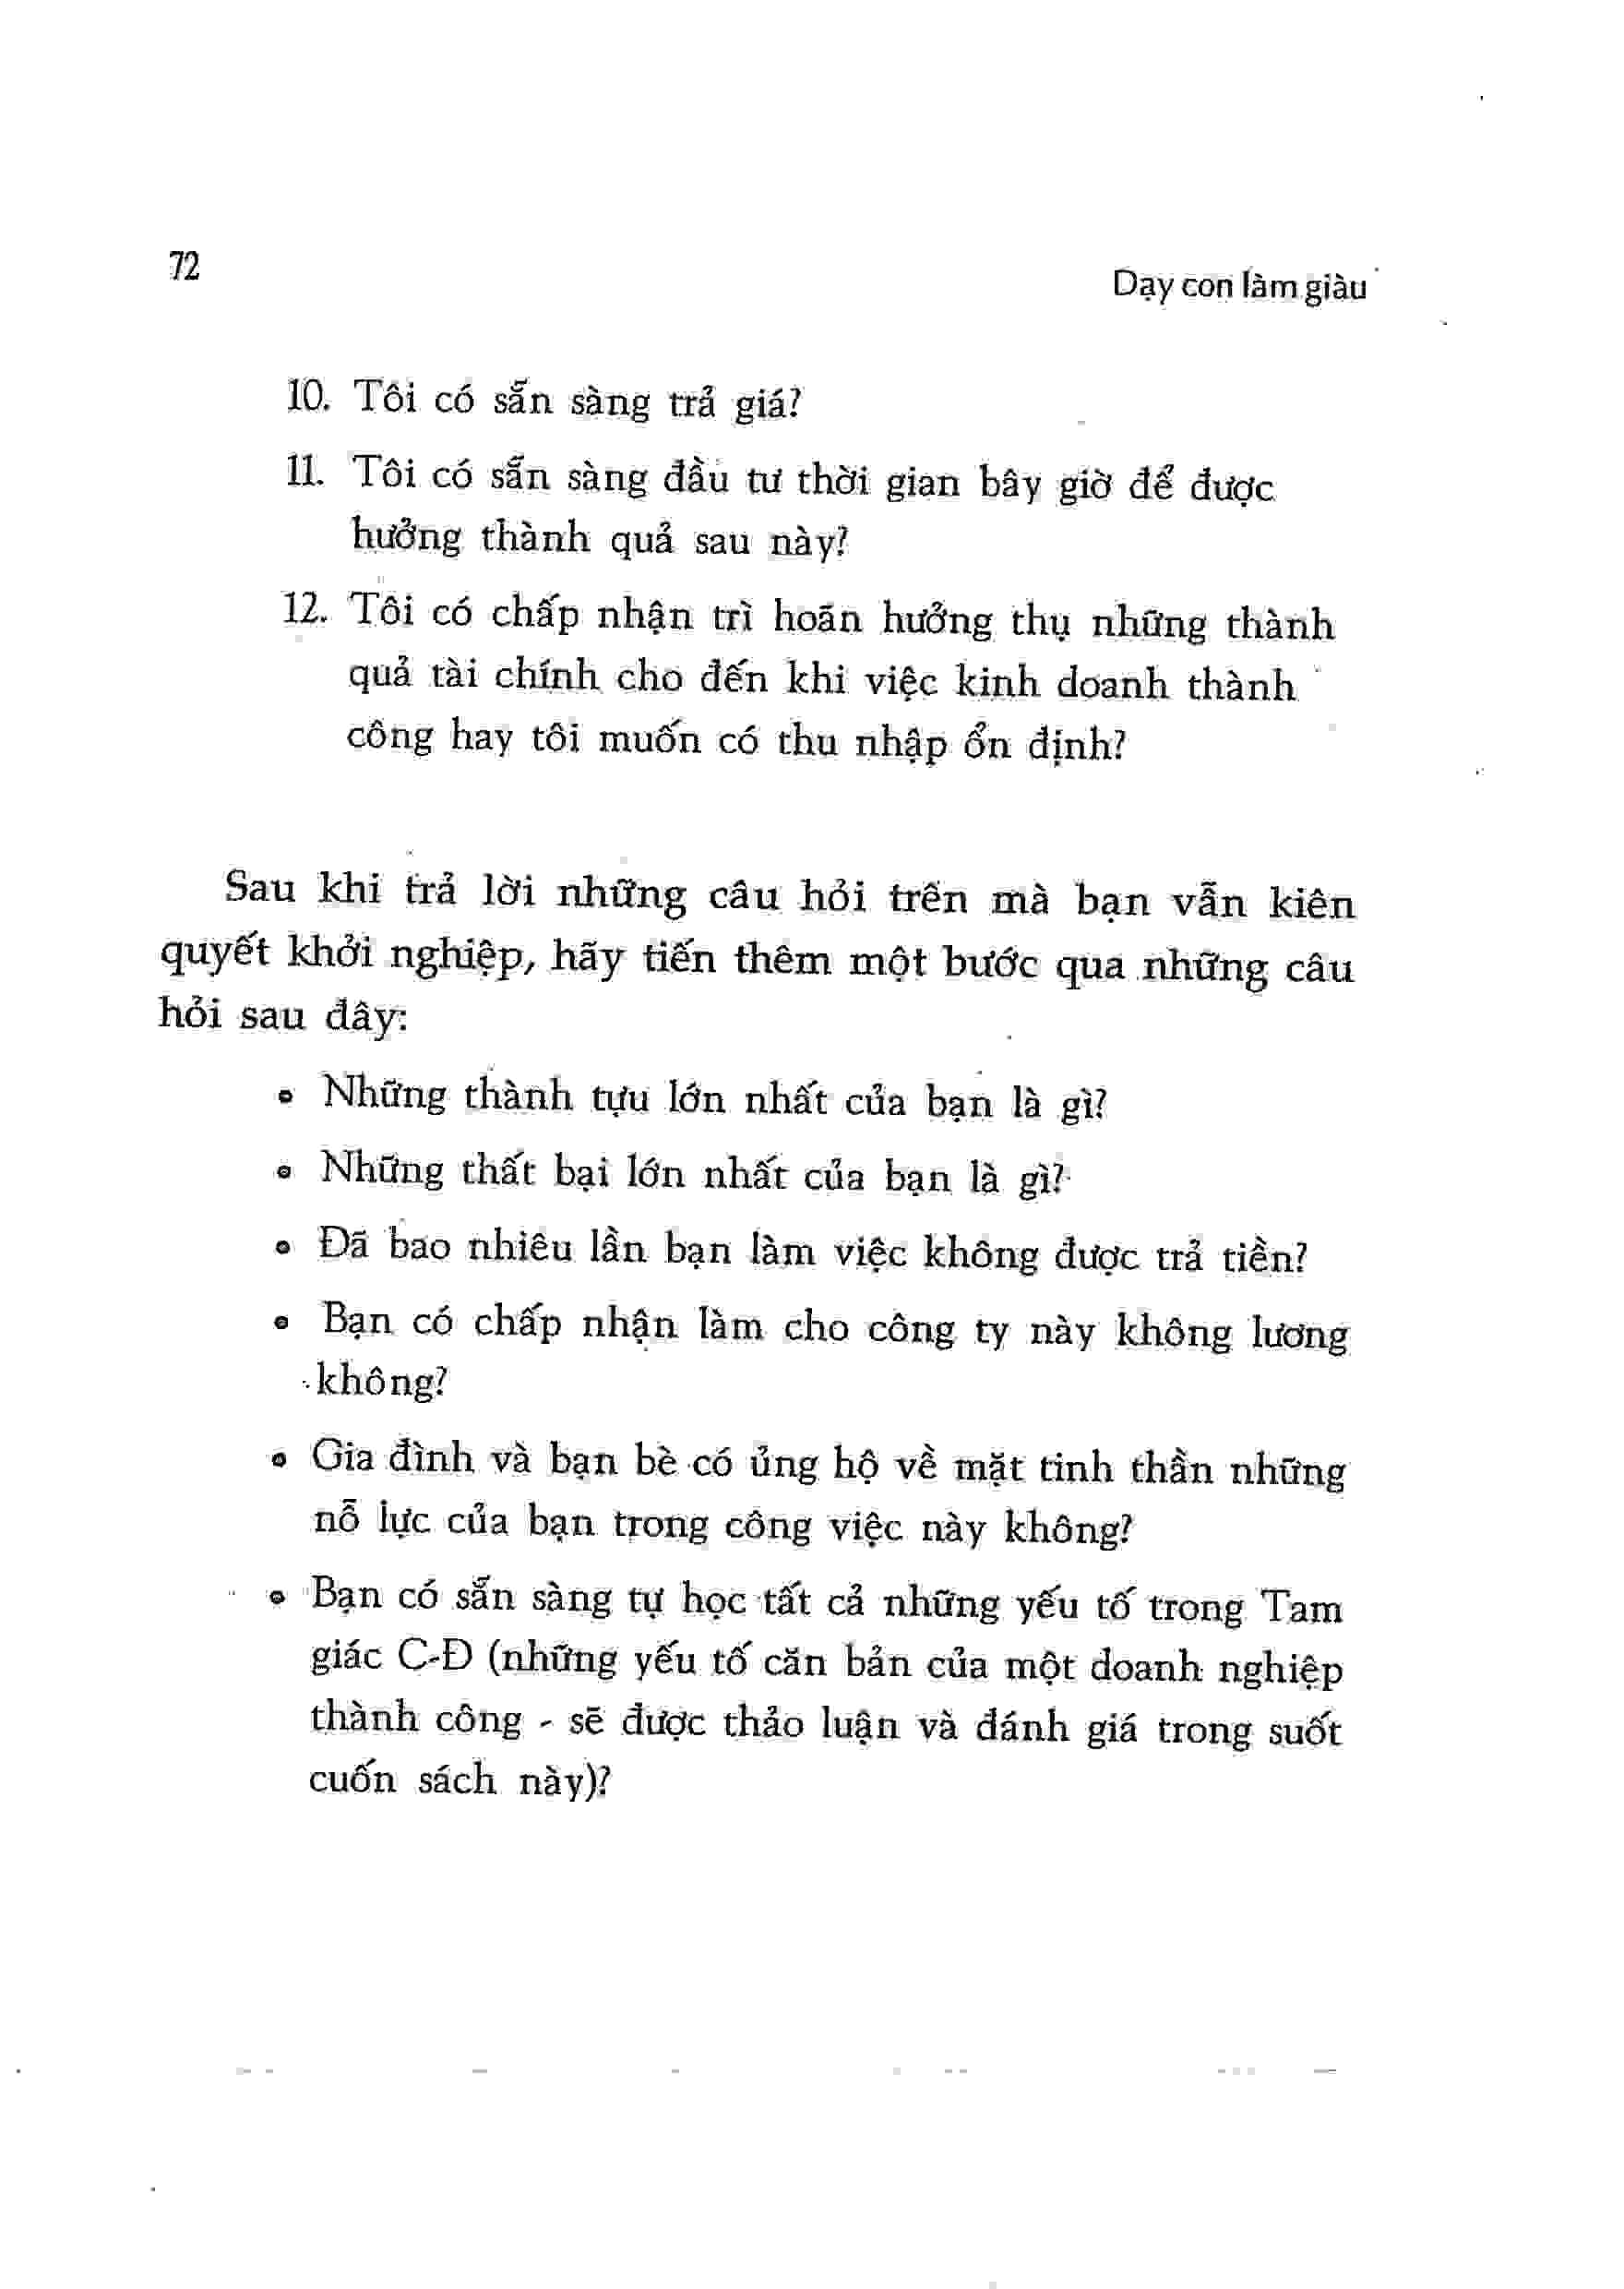 72
Dạy con làm giàu
10. Tôi có sẵn sàng trả giá?
11. Tôi có sẵn sàng đầu tư thời gian bây giờ để được
hưởng thành quả sau này?
12. Tôi có chấp nhận trì hoãn hưởng thụ những thành
quả tài chính cho đến khi việc kinh doanh thành
công hay tôi muốn có thu nhập ổn định?
Sau khi trả lời những câu hỏi trên mà bạn vẫn kiên
quyết khởi nghiệp, hãy tiến thêm một bước qua những câu
hỏi sau đây:
• Những thành tựu lớn nhất của bạn là gì?
• Những thất bại lớn nhất của bạn là gì?
• Đã bao nhiêu lần bạn làm việc không được trả tiền?
• Bạn có chấp nhận làm cho công ty này không lương
không?
• Gia đình và bạn bè có ủng hộ về mặt tinh thần những
nỗ lực của bạn trong công việc này không?
• Bạn có sẵn sàng tự học tất cả những yếu tố trong Tam
giác C-Đ (những yếu tố căn bản của một doanh nghiệp
thành công - sẽ được thảo luận và đánh giá trong suốt
cuốn sách này)?